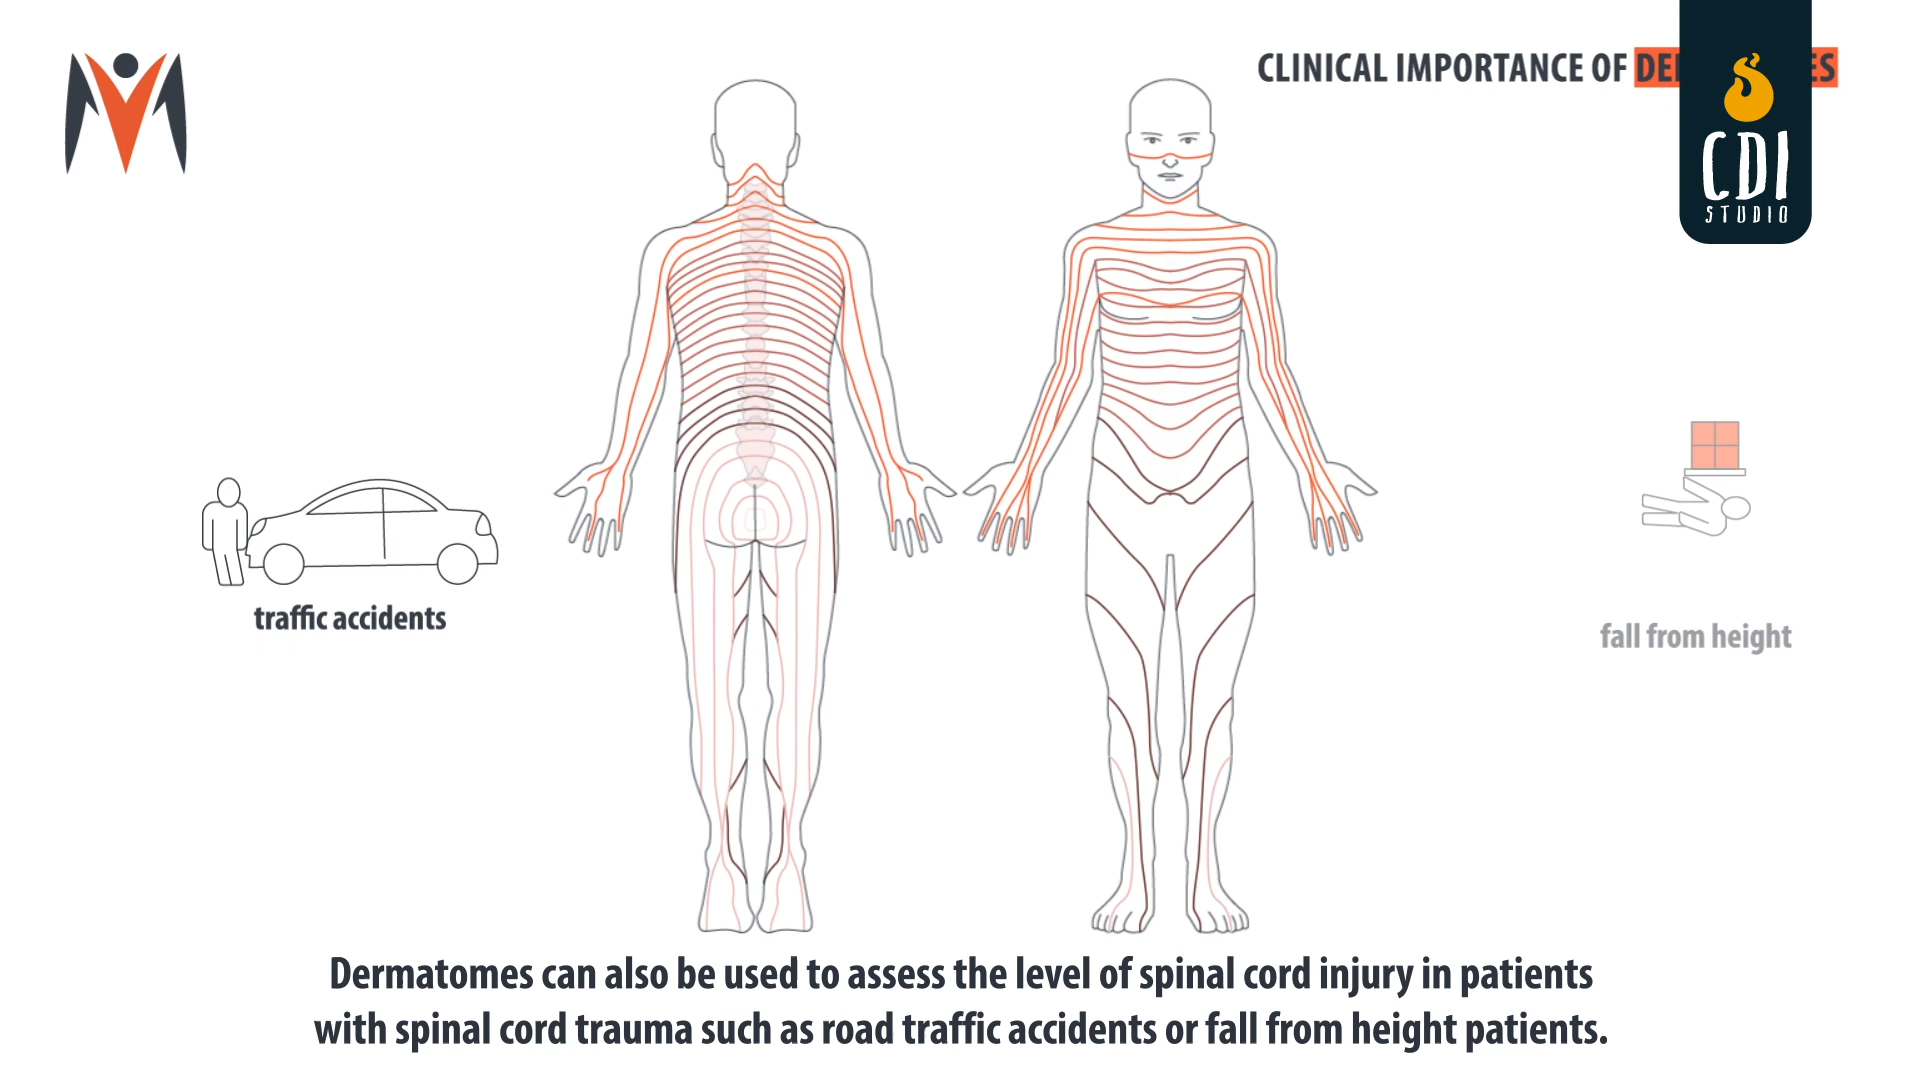 CLINICAL IMPORTANCE OF
CDI
STUDIO
traffic accidents
fall from height
Dermatomes can also be used to assess the level of spinal cord injury in patients
with spinal cord trauma such as road traffic accidents or fall from height patients.